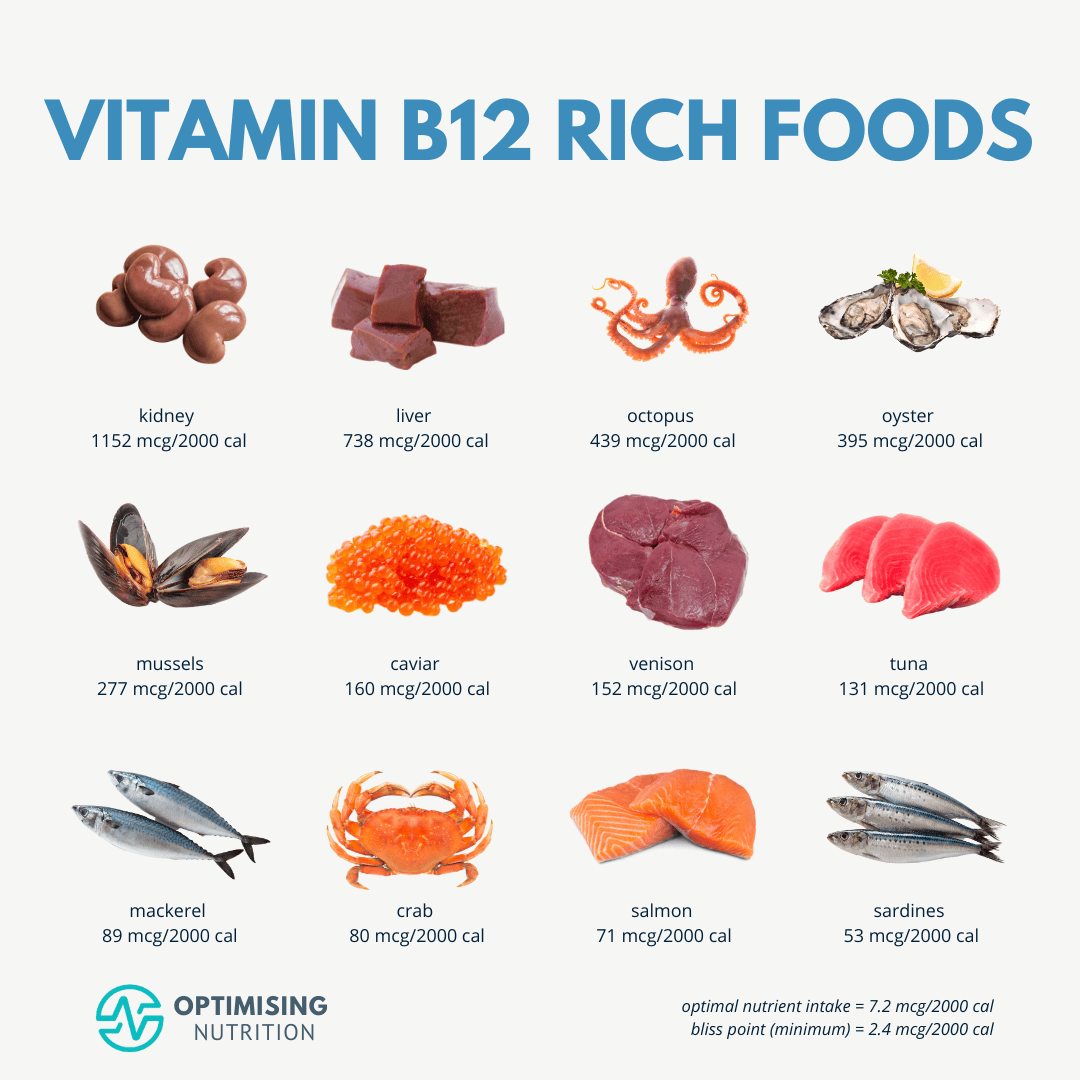 VITAMIN B12 RICH FOODS
kidney
1152 mcg/2000 cal
liver
738 mcg/2000 cal
octopus
439 mcg/2000 cal
oyster
395 mcg/2000 cal
mussels
277 mcg/2000 cal
caviar
160 mcg/2000 cal
venison
152 mcg/2000 cal
tuna
131 mcg/2000 cal
mackerel
89 mcg/2000 cal
crab
80 mcg/2000 cal
salmon
71 mcg/2000 cal
sardines
53 mcg/2000 cal
OPTIMISING
NUTRITION
optimal nutrient intake = 7.2 mcg/2000 cal
bliss point (minimum) = 2.4 mcg/2000 cal